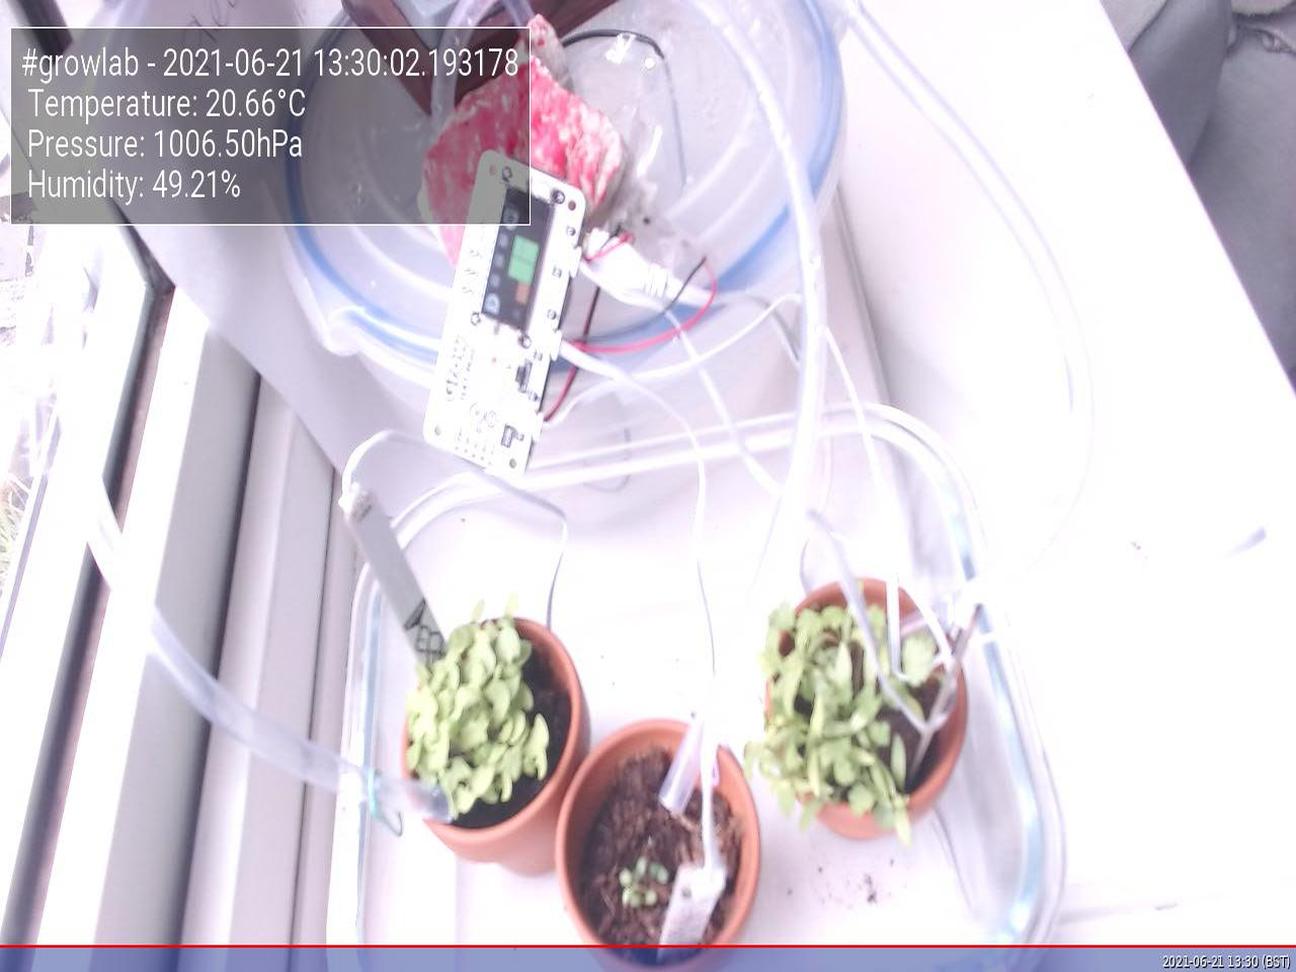 #growlab - 2021-06-21 13:30:02.193178
Temperature: 20.66°C
Pressure: 1006.50hPa
Humidity: 49.21%
2021-06-21 13:30 (BST)